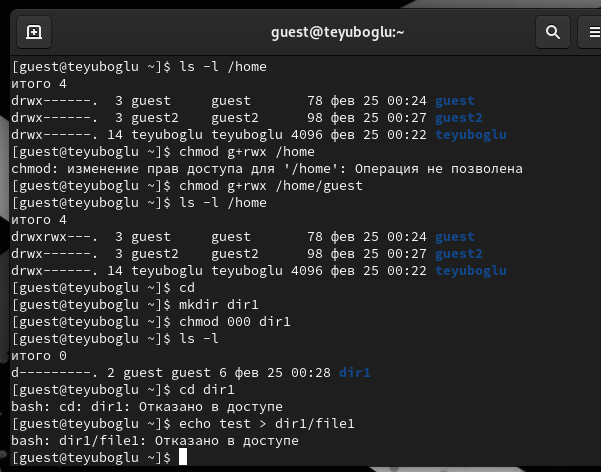 guest@teyuboglu:~
[guest@teyuboglu ~]$ ls -l /home
итого 4
drwx------.  3 guest     guest       78 фев 25 00:24 guest
drwx------.  3 guest2    guest2      98 фев 25 00:27 guest2
drwx------. 14 teyuboglu teyuboglu 4096 фев 25 00:22 teyuboglu
[guest@teyuboglu ~]$ chmod g+rwx /home
chmod: изменение прав доступа для '/home': Операция не позволена
[guest@teyuboglu ~]$ chmod g+rwx /home/guest
[guest@teyuboglu ~]$ ls -l /home
итого 4
drwxrwx---.  3 guest     guest       78 фев 25 00:24 guest
drwx------.  3 guest2    guest2      98 фев 25 00:27 guest2
drwx------. 14 teyuboglu teyuboglu 4096 фев 25 00:22 teyuboglu
[guest@teyuboglu ~]$ cd
[guest@teyuboglu ~]$ mkdir dir1
[guest@teyuboglu ~]$ chmod 000 dir1
[guest@teyuboglu ~]$ ls -l
итого 0
d---------. 2 guest guest 6 фев 25 00:28 dir1
[guest@teyuboglu ~]$ cd dir1
bash: cd: dir1: Отказано в доступе
[guest@teyuboglu ~]$ echo test > dir1/file1
bash: dir1/file1: Отказано в доступе
[guest@teyuboglu ~]$